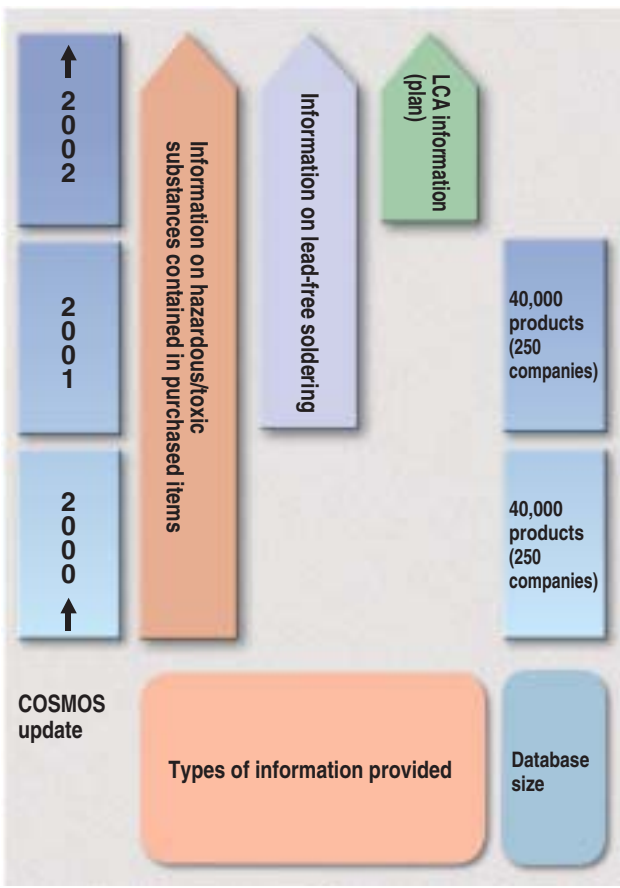 2002
Information on hazardous/toxic
substances contained in purchased items
Information on lead-free soldering
LCA information
(plan)
2001
40,000
products
(250
companies)
2000
40,000
products
(250
companies)
COSMOS
update
Types of information provided
Database
size